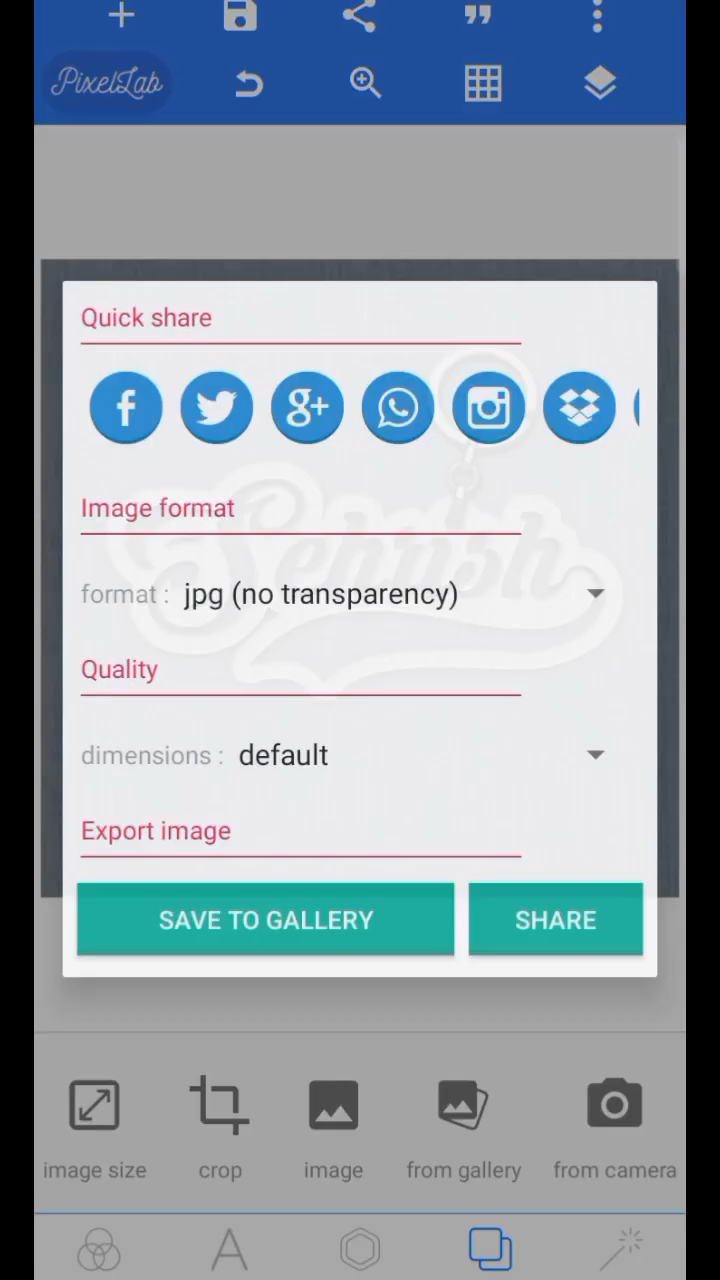 PixelLab
Quick share
Image format
format : jpg (no transparency)
Quality
dimensions : default
Export image
SAVE TO GALLERY SHARE
image size crop image from gallery from camera